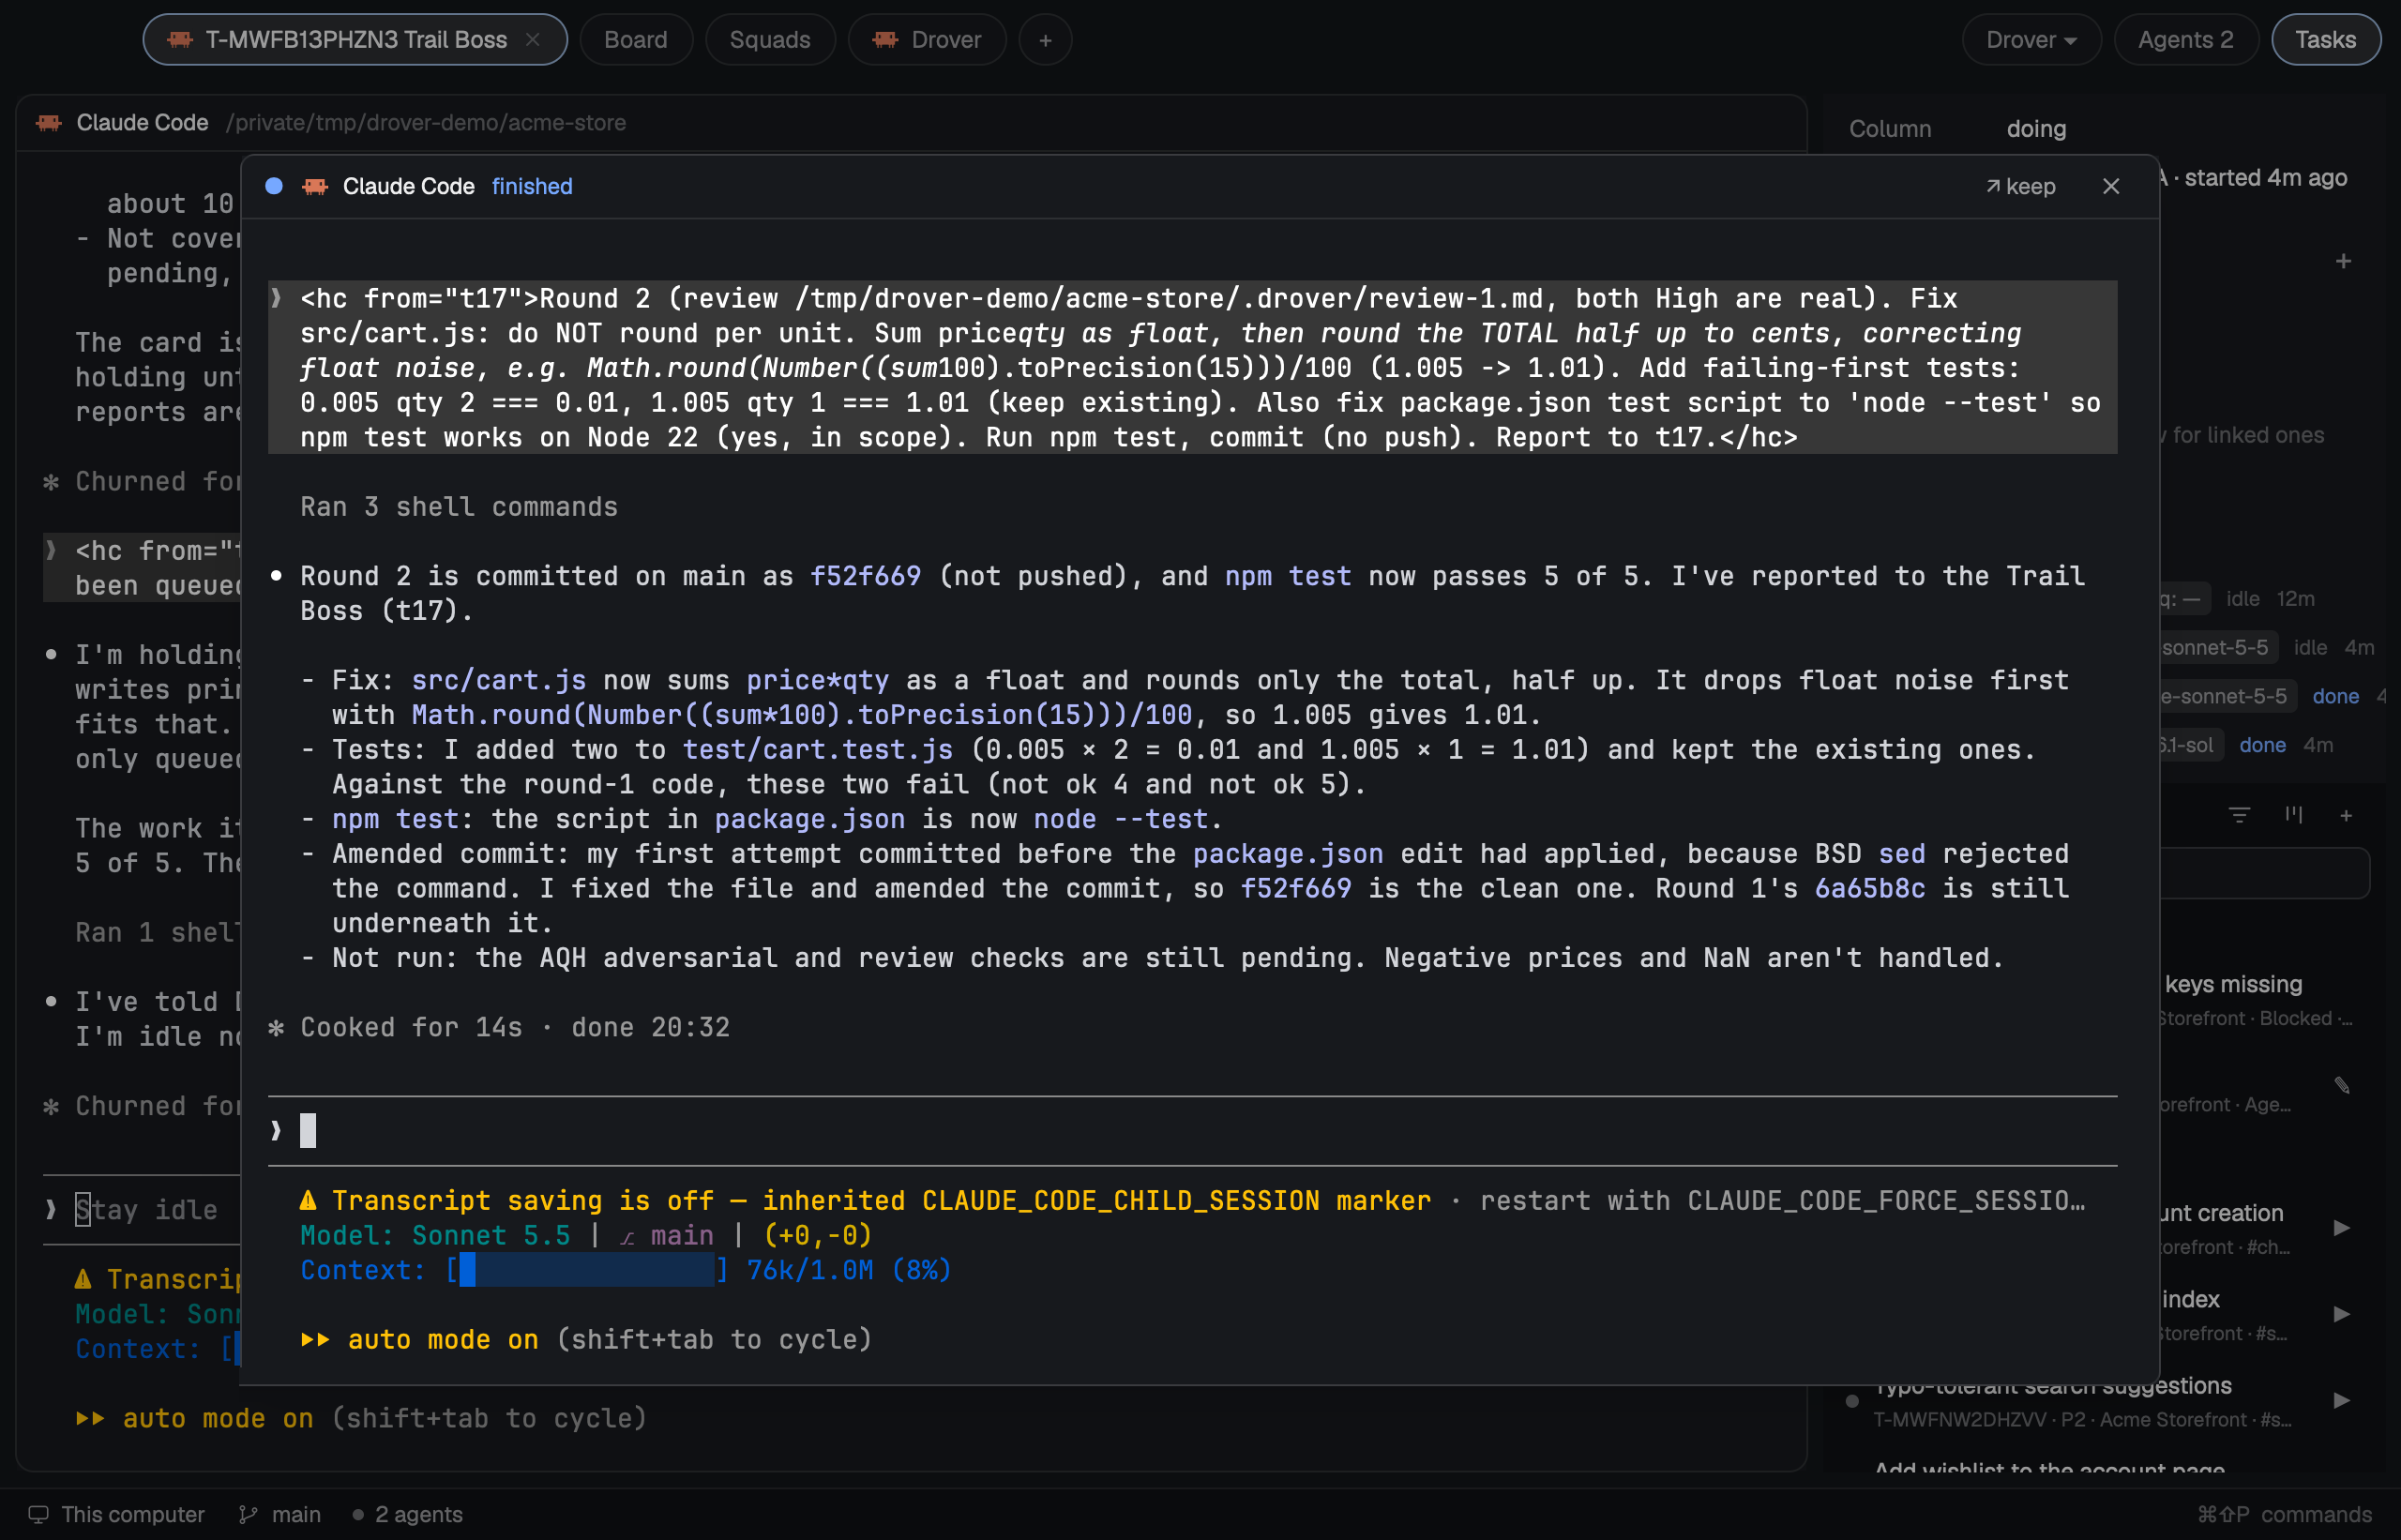 T-MWFB13PHZN3 Trail Boss
Board
Squads
Drover
+
Drover
Agents 2
Tasks
Claude Code /private/tmp/drover-demo/acme-store
Column doing
started 4m ago
Claude Code finished
keep
about 10
- Not
pending,
The card
holding
reports
✻ Churned
<hc
been
• I'm
writes
fits that.
only
The work
5 of 5.
Ran 1
• I've told
I'm idle
✻ Churned
❯ Stay idle
Model:
Context: [
▸▸ auto mode on (shift+tab to cycle)
❯ <hc from="t17">Round 2 (review /tmp/drover-demo/acme-store/.drover/review-1.md, both High are real). Fix
src/cart.js: do NOT round per unit. Sum priceqty as float, then round the TOTAL half up to cents, correcting
float noise, e.g. Math.round(Number((sum100).toPrecision(15)))/100 (1.005 -> 1.01). Add failing-first tests:
0.005 qty 2 === 0.01, 1.005 qty 1 === 1.01 (keep existing). Also fix package.json test script to 'node --test' so
npm test works on Node 22 (yes, in scope). Run npm test, commit (no push). Report to t17.</hc>
Ran 3 shell commands
• Round 2 is committed on main as f52f669 (not pushed), and npm test now passes 5 of 5. I've reported to the Trail
Boss (t17).
- Fix: src/cart.js now sums price*qty as a float and rounds only the total, half up. It drops float noise first
with Math.round(Number((sum*100).toPrecision(15)))/100, so 1.005 gives 1.01.
- Tests: I added two to test/cart.test.js (0.005 × 2 = 0.01 and 1.005 × 1 = 1.01) and kept the existing ones.
Against the round-1 code, these two fail (not ok 4 and not ok 5).
- npm test: the script in package.json is now node --test.
- Amended commit: my first attempt committed before the package.json edit had applied, because BSD sed rejected
the command. I fixed the file and amended the commit, so f52f669 is the clean one. Round 1's 6a65b8c is still
underneath it.
- Not run: the AQH adversarial and review checks are still pending. Negative prices and NaN aren't handled.
✻ Cooked for 14s · done 20:32
❯
⚠ Transcript saving is off — inherited CLAUDE_CODE_CHILD_SESSION marker · restart with CLAUDE_CODE_FORCE_SESSIO…
Model: Sonnet 5.5 | main | (+0,-0)
Context: [ ] 76k/1.0M (8%)
▸▸ auto mode on (shift+tab to cycle)
+
for linked ones
idle 12m
sonnet-5-5 idle 4m
-sonnet-5-5 done
-sol done 4m
+
keys missing
· Blocked ·…
· Age…
creation
· #ch…
index
· #s…
Typo-tolerant search suggestions
T-MWFNW2DHZVV · P2 · Acme Storefront · #s…
Add wishlist to the account page
This computer
main
2 agents
⌘⇧P commands